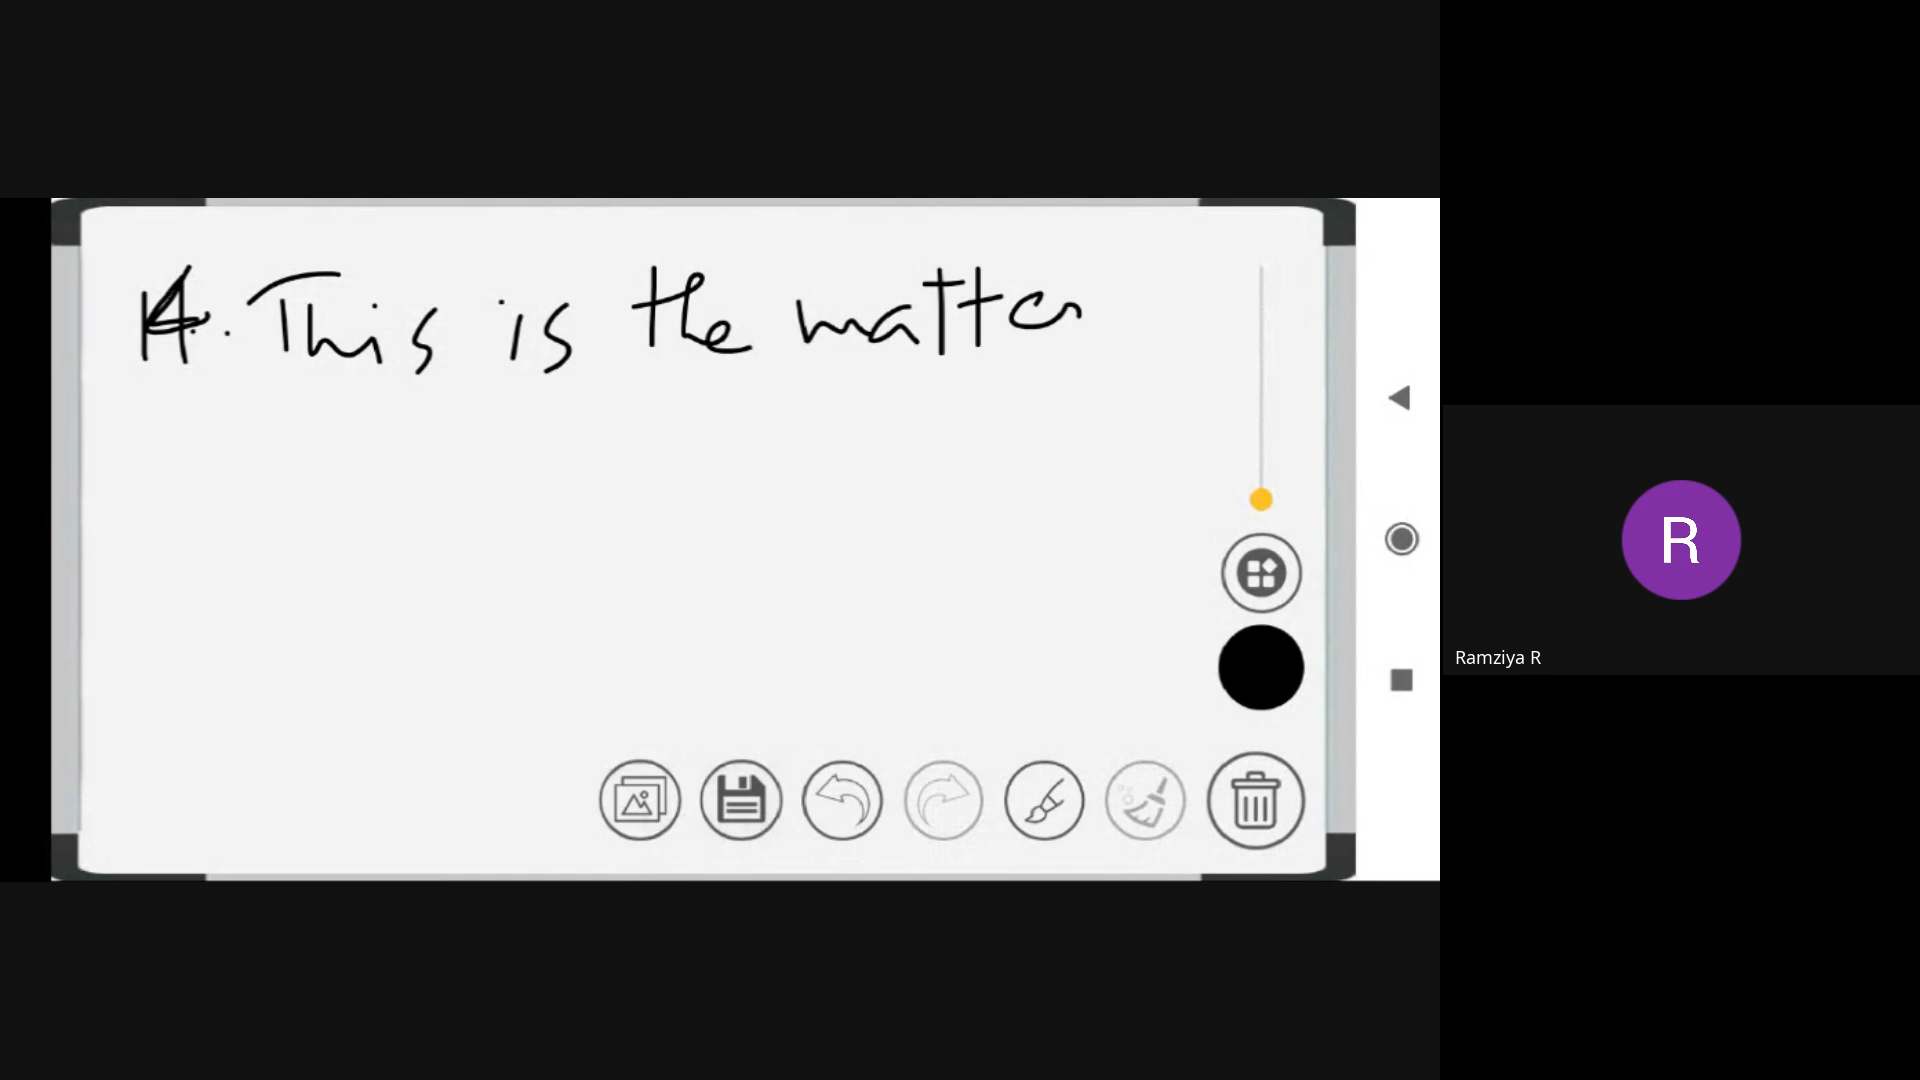 4. This is the matter
R
Ramziya R